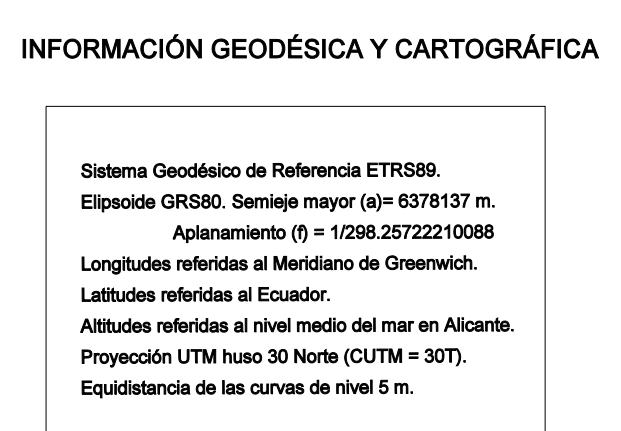 INFORMACIÓN GEODÉSICA Y CARTOGRÁFICA
Sistema Geodésico de Referencia ETRS89.
Elipsoide GRS80. Semieje mayor (a)= 6378137 m.
Aplanamiento (f) = 1/298.25722210088
Longitudes referidas al Meridiano de Greenwich.
Latitudes referidas al Ecuador.
Altitudes referidas al nivel medio del mar en Alicante.
Proyección UTM huso 30 Norte (CUTM = 30T).
Equidistancia de las curvas de nivel 5 m.